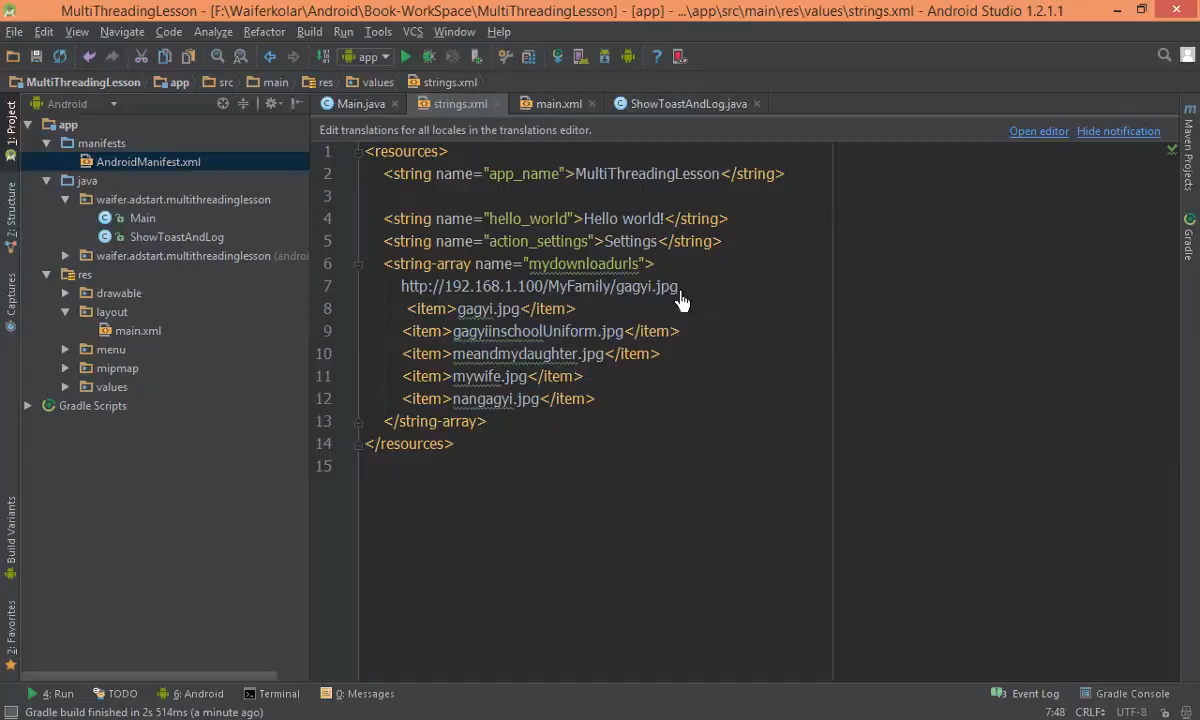 MultiThreadingLesson - [F:\Waiferkolar\Android\Book-WorkSpace\MultiThreadingLesson] - [app] - ...\app\src\main\res\values\strings.xml - Android Studio 1.2.1.1
File Edit View Navigate Code Analyze Refactor Build Run Tools VCS Window Help
app
MultiThreadingLesson app src main res values strings.xml
Android
Main.java strings.xml main.xml ShowToastAndLog.java
Edit translations for all locales in the translations editor. Open editor Hide notification
1: Project
Z: Structure
Build Variants
2: Favorites
app
manifests
AndroidManifest.xml
java
waifer.adstart.multithreadinglesson
Main
ShowToastAndLog
waifer.adstart.multithreadinglesson (andro
res
drawable
layout
main.xml
menu
mipmap
values
Gradle Scripts
1 <resources>
2 <string name="app_name">MultiThreadingLesson</string>
3
4 <string name="hello_world">Hello world!</string>
5 <string name="action_settings">Settings</string>
6 <string-array name="mydownloadurls">
7 http://192.168.1.100/MyFamily/gagyi.jpg
8 <item>gagyi.jpg</item>
9 <item>gagyiinschoolUniform.jpg</item>
10 <item>meandmydaughter.jpg</item>
11 <item>mywife.jpg</item>
12 <item>nangagyi.jpg</item>
13 </string-array>
14 </resources>
15
Maven Projects
Gradle
4: Run TODO 6: Android Terminal 0: Messages Event Log Gradle Console
Gradle build finished in 2s 514ms (a minute ago) 7:48 CRLF UTF-8